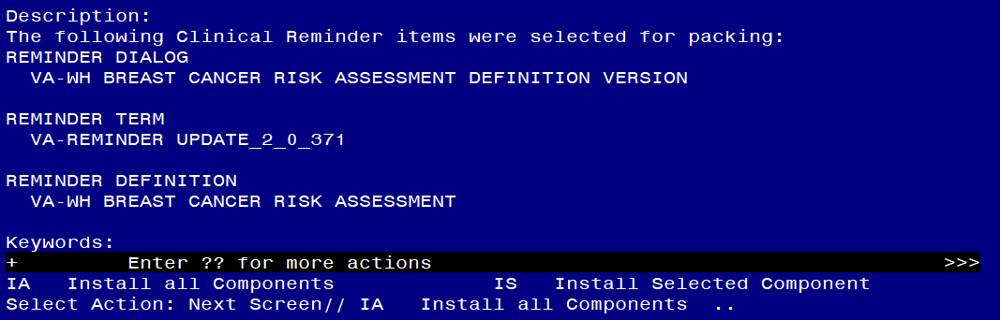 Description:
The following Clinical Reminder items were selected for packing:
REMINDER DIALOG
VA-WH BREAST CANCER RISK ASSESSMENT DEFINITION VERSION
REMINDER TERM
VA-REMINDER UPDATE_2_0_371
REMINDER DEFINITION
VA-WH BREAST CANCER RISK ASSESSMENT
Keywords:
+ Enter ?? for more actions >>>
IA Install all Components IS Install Selected Component
Select Action: Next Screen// IA Install all Components ..